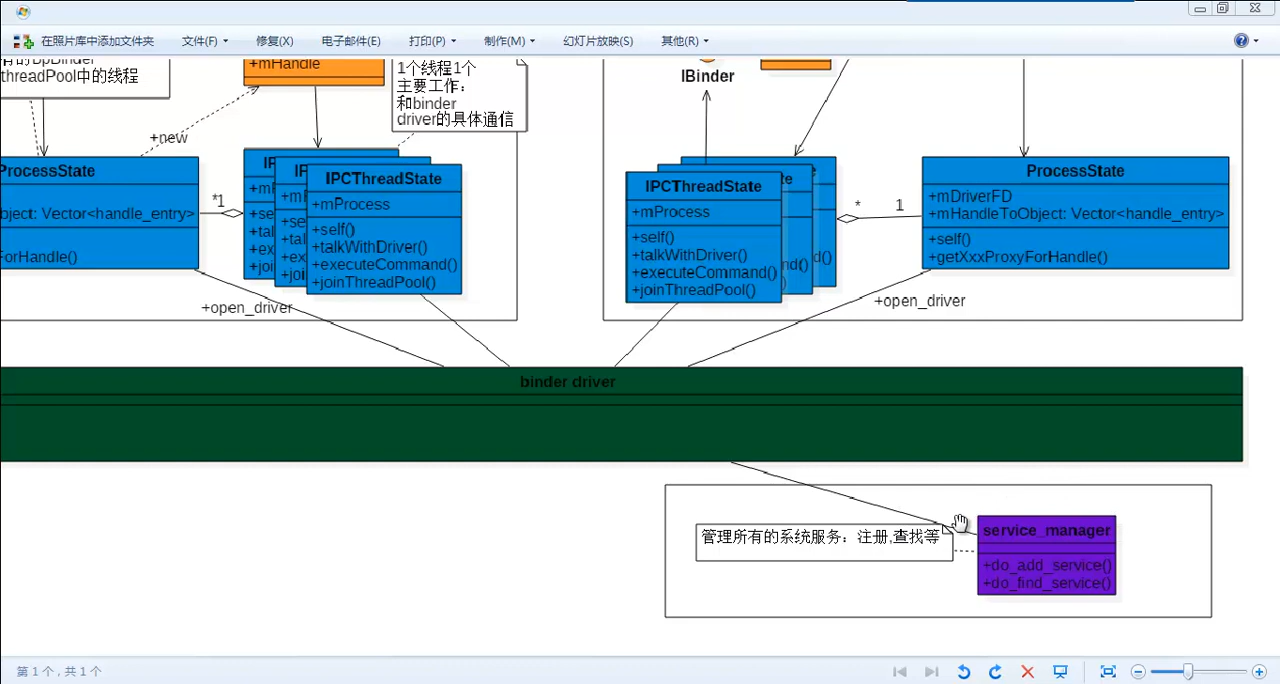 在照片库中添加文件夹 文件(F) 修复(X) 电子邮件(E) 打印(P) 制作(M) 幻灯片放映(S) 其他(R)
threadPool中的线程
+mHandle
1个线程1个
主要工作：
和binder
driver的具体通信
IBinder
+new
ProcessState
bject: Vector<handle_entry>
ForHandle()
*1
IPCThreadState
+mProcess
+self()
+talkWithDriver()
+executeCommand()
+joinThreadPool()
IPCThreadState
+mProcess
+self()
+talkWithDriver()
+executeCommand()
+joinThreadPool()
* 1
ProcessState
+mDriverFD
+mHandleToObject: Vector<handle_entry>
+self()
+getXxxProxyForHandle()
+open_driver
+open_driver
binder driver
管理所有的系统服务：注册,查找等
service_manager
+do_add_service()
+do_find_service()
第 1 个，共 1 个